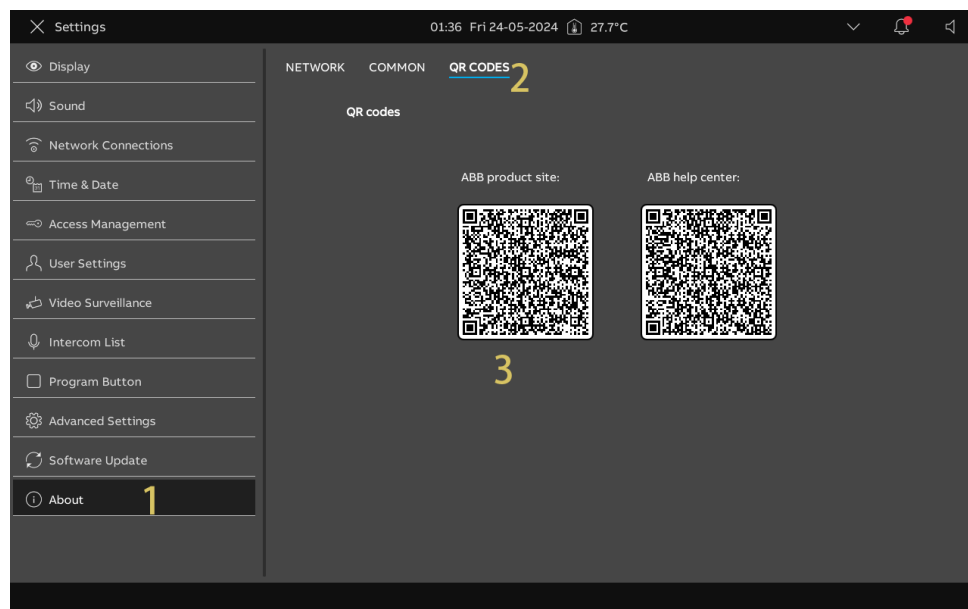 Settings
01:36 Fri 24-05-2024 27.7°C
Display
Sound
Network Connections
Time & Date
Access Management
User Settings
Video Surveillance
Intercom List
Program Button
Advanced Settings
Software Update
About
1
NETWORK COMMON QR CODES
2
QR codes
ABB product site: ABB help center:
3